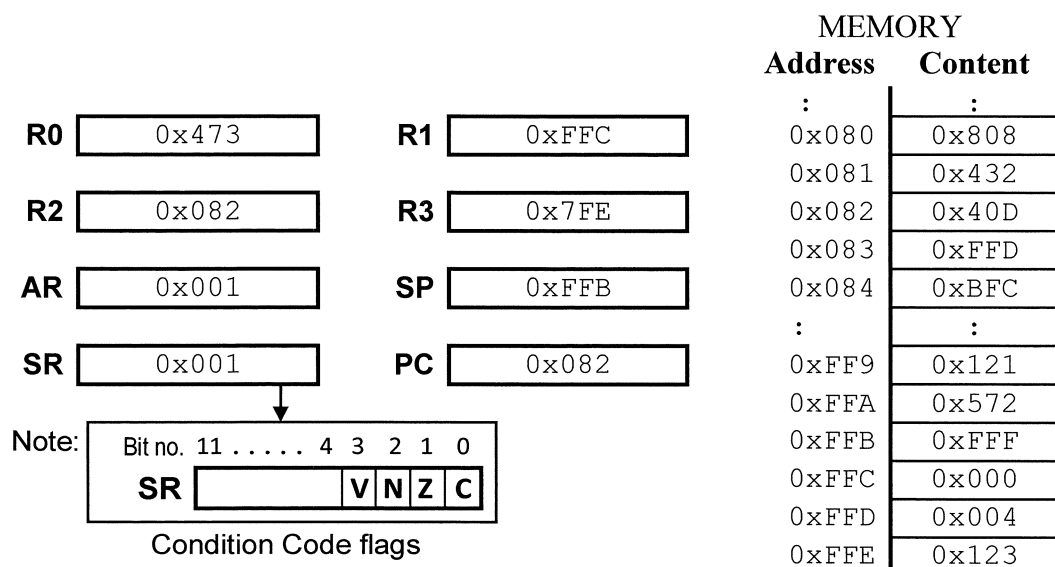 MEMORY
Address Content
: :
R0 0x473 R1 0xFFC 0x080 0x808
0x081 0x432
R2 0x082 R3 0x7FE 0x082 0x40D
0x083 0xFFD
AR 0x001 SP 0xFFB 0x084 0xBFC
: :
SR 0x001 PC 0x082 0xFF9 0x121
0xFFA 0x572
Note: Bit no. 11 ..... 4 3 2 1 0 0xFFB 0xFFF
SR V N Z C 0xFFC 0x000
0xFFD 0x004
Condition Code flags 0xFFE 0x123